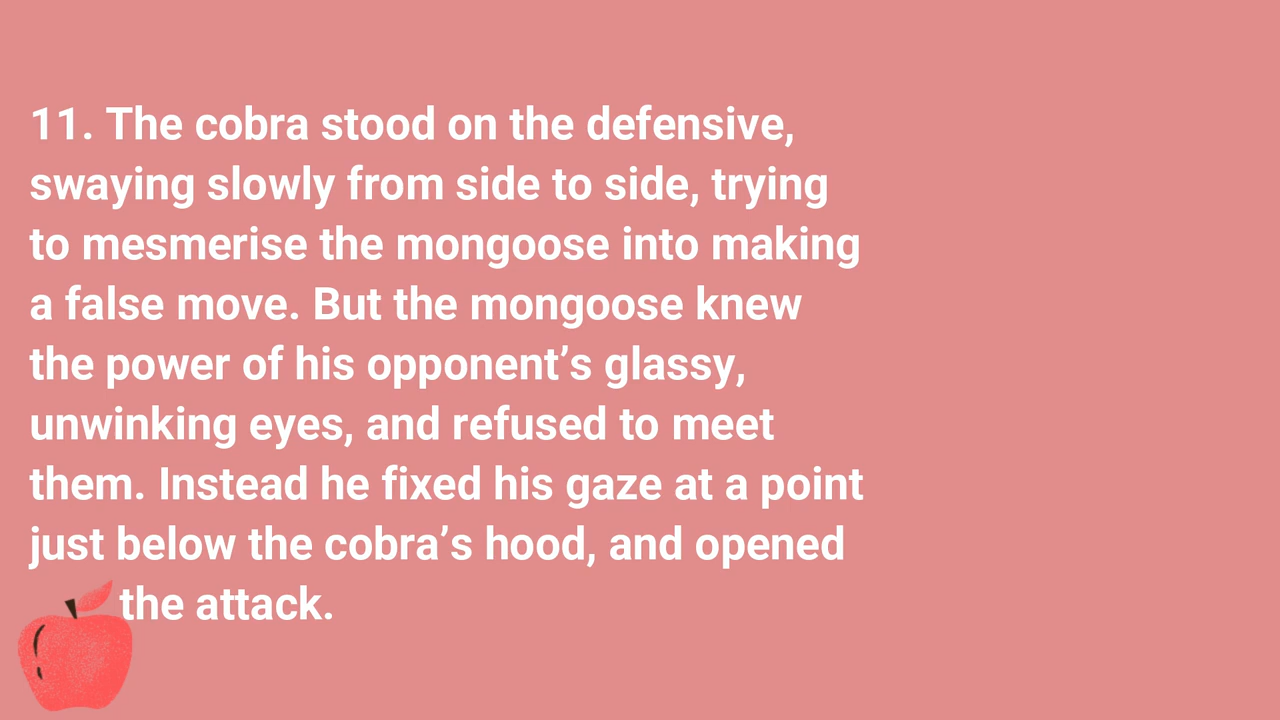 11. The cobra stood on the defensive,
swaying slowly from side to side, trying
to mesmerise the mongoose into making
a false move. But the mongoose knew
the power of his opponent’s glassy,
unwinking eyes, and refused to meet
them. Instead he fixed his gaze at a point
just below the cobra’s hood, and opened
the attack.